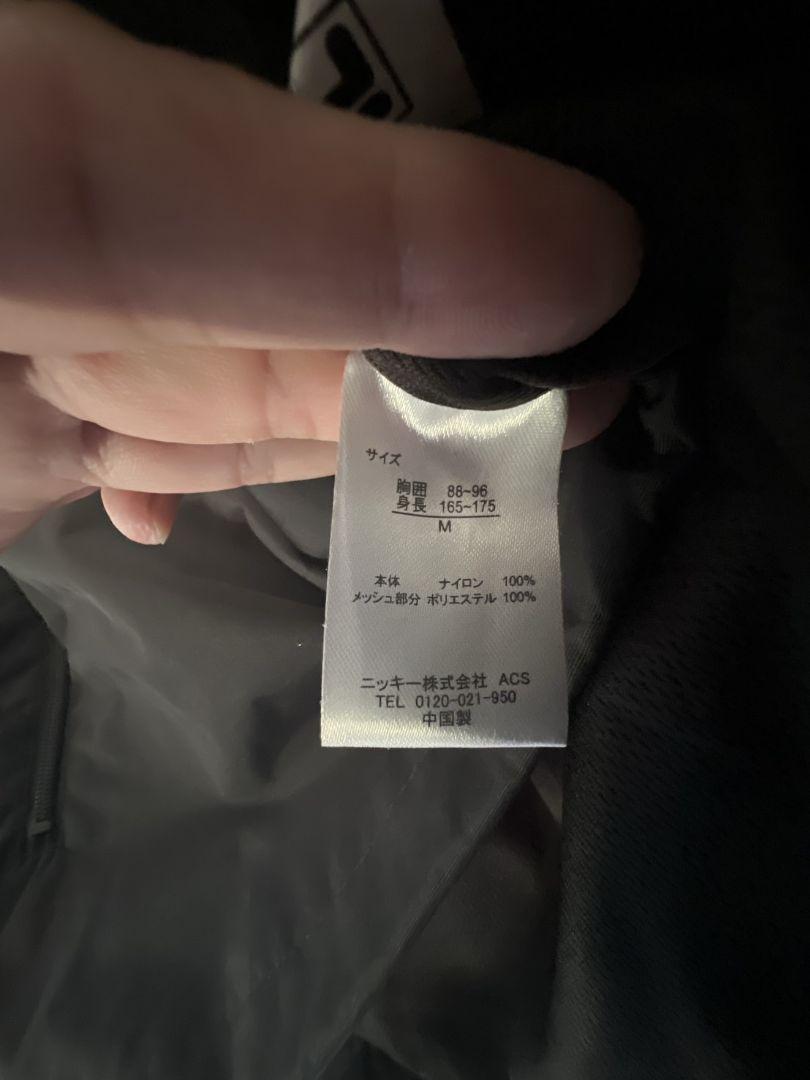 サイズ
胸囲 88~96
身長 165~175
M
本体 ナイロン 100%
メッシュ部分 ポリエステル 100%
ニッキー株式会社 ACS
TEL 0120-021-950
中国製